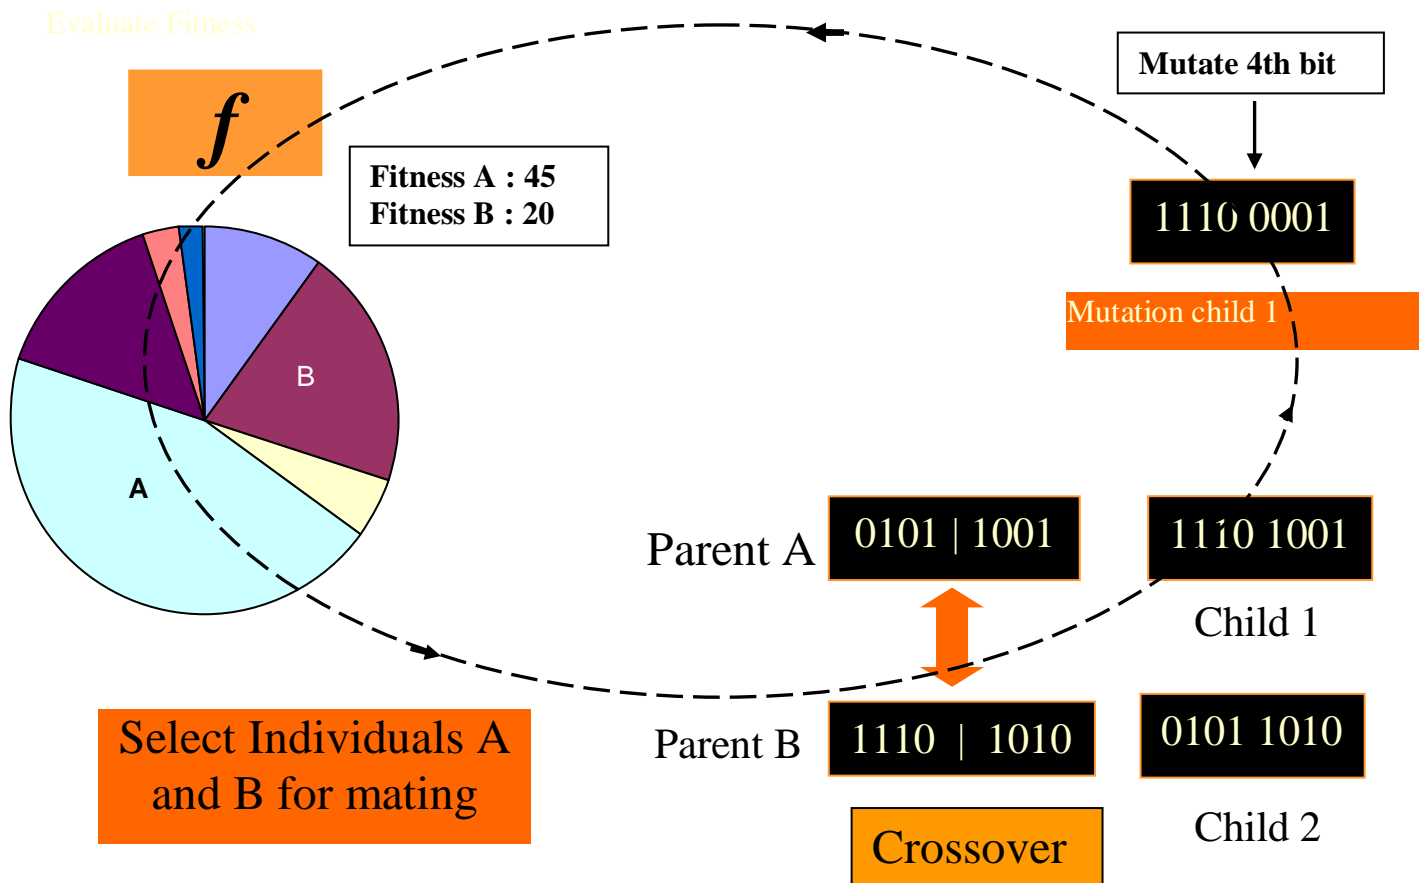 Evaluate Fitness
f
Fitness A : 45
Fitness B : 20
Mutate 4th bit
1110 0001
Mutation child 1
B
A
Parent A
0101 | 1001
1110 1001
Child 1
Select Individuals A
and B for mating
Parent B
1110 | 1010
0101 1010
Child 2
Crossover